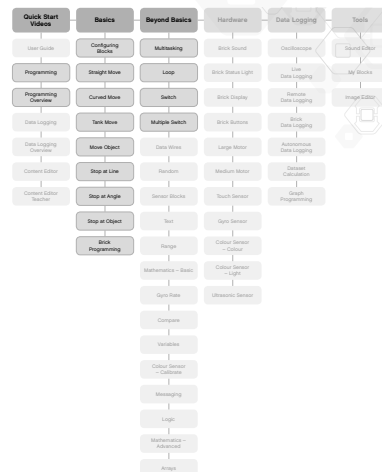 Quick Start
Videos
User Guide
Programming
Programming
Overview
Data Logging
Data Logging
Overview
Content Editor
Content Editor
Teacher
Basics
Configuring
Blocks
Straight Move
Curved Move
Tank Move
Move Object
Stop at Line
Stop at Angle
Stop at Object
Brick
Programming
Beyond Basics
Multitasking
Loop
Switch
Multiple Switch
Data Wires
Random
Sensor Blocks
Text
Range
Mathematics – Basic
Gyro Rate
Compare
Variables
Colour Sensor
– Calibrate
Messaging
Logic
Mathematics –
Advanced
Arrays
Hardware
Brick Sound
Brick Status Light
Brick Display
Brick Buttons
Large Motor
Medium Motor
Touch Sensor
Gyro Sensor
Colour Sensor
– Colour
Colour Sensor
– Light
Ultrasonic Sensor
Data Logging
Oscilloscope
Live
Data Logging
Remote
Data Logging
Brick
Data Logging
Autonomous
Data Logging
Dataset
Calculation
Graph
Programming
Tools
Sound Editor
My Blocks
Image Editor